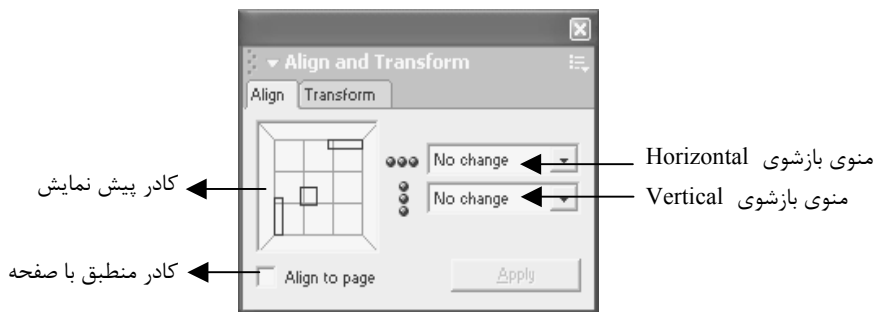 Align and Transform
Align Transform
No change
منوی بازشوی Horizontal
No change
منوی بازشوی Vertical
کادر پیش نمایش
Align to page
Apply
کادر منطبق با صفحه